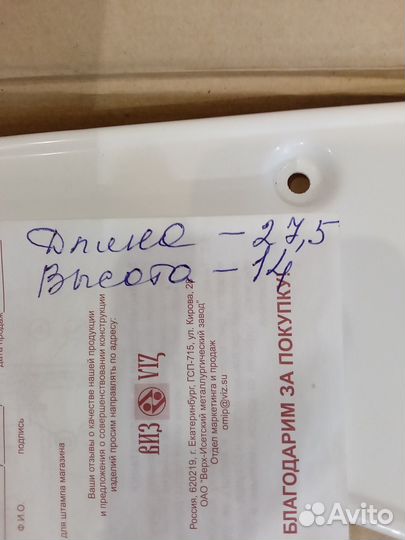 Длина - 27,5
Высота - 14
дата продаж
подпись
Ф.И.О.
для штампа магазина
Ваши отзывы о качестве нашей продукции
и предложения о совершенствовании конструкции
изделий просим направлять по адресу:
ВИЗ VIZ
Россия, 620219, г. Екатеринбург, ГСП-715, ул. Кирова, 28
ОАО "Верх-Исетский металлургический завод"
Отдел маркетинга и продаж
omip@viz.su
БЛАГОДАРИМ ЗА ПОКУПКУ
Avito